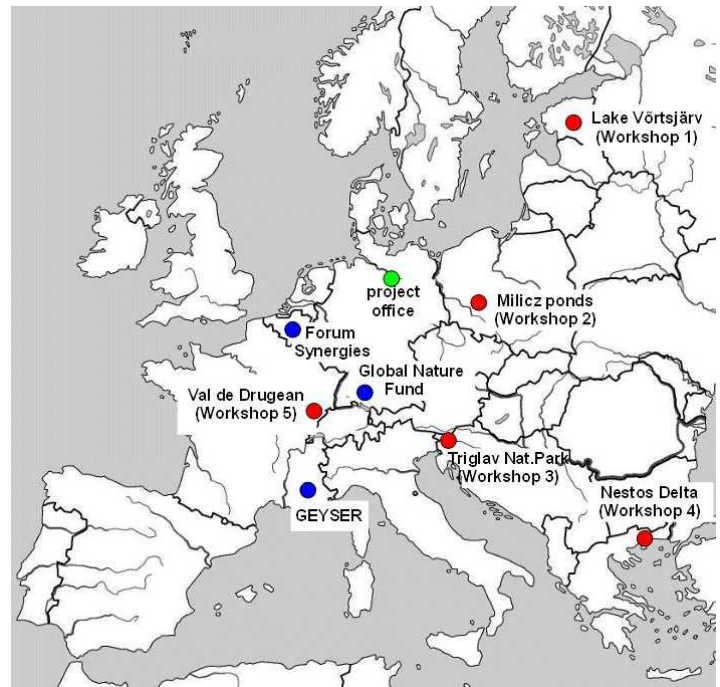 Lake Võrtsjärv
(Workshop 1)
project
office
Milicz ponds
(Workshop 2)
Forum
Synergies
Global Nature
Fund
Val de Drugean
(Workshop 5)
Triglav Nat.Park
(Workshop 3)
Nestos Delta
(Workshop 4)
GEYSER